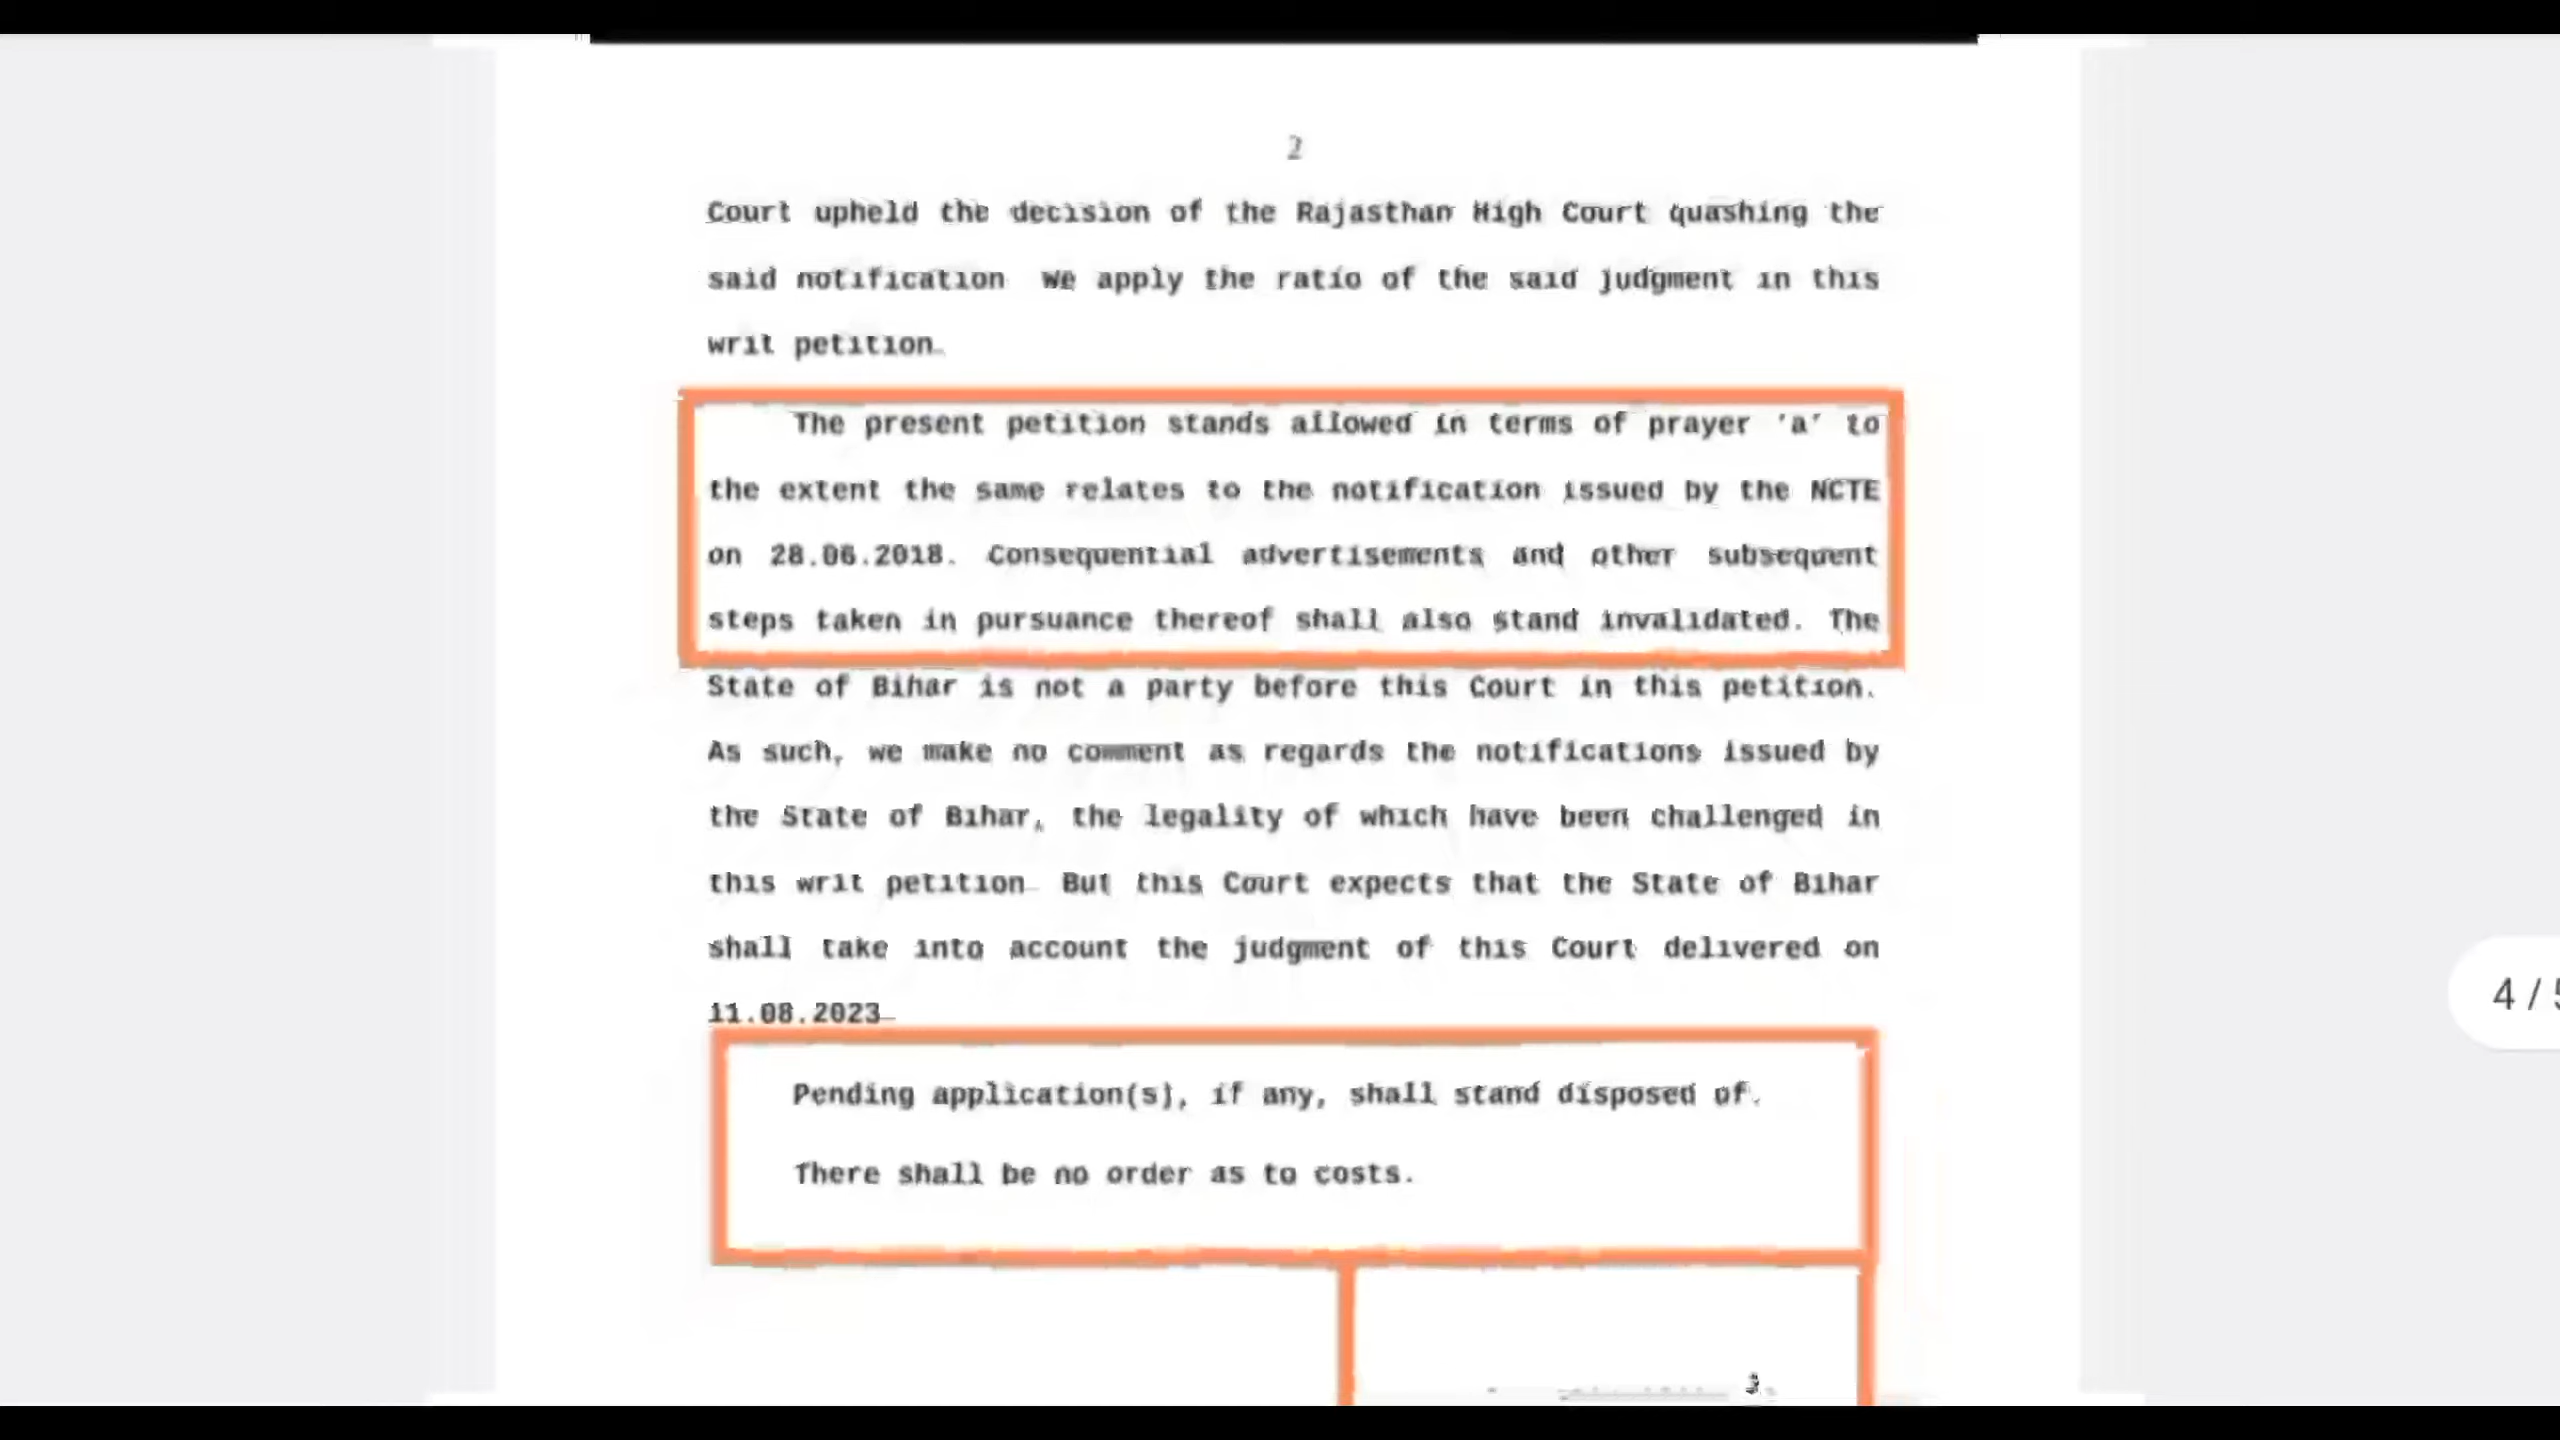 2
Court upheld the decision of the Rajasthan High Court quashing the
said notification We apply the ratio of the said judgment in this
writ petition.
The present petition stands allowed in terms of prayer 'a' to
the extent the same relates to the notification issued by the NCTE
on 28.06.2018. Consequential advertisements and other subsequent
steps taken in pursuance thereof shall also stand invalidated. The
State of Bihar is not a party before this Court in this petition.
As such, we make no comment as regards the notifications issued by
the State of Bihar, the legality of which have been challenged in
this writ petition. But this Court expects that the State of Bihar
shall take into account the judgment of this Court delivered on
11.08.2023.
Pending application(s), if any, shall stand disposed of.
There shall be no order as to costs.
4 / 5